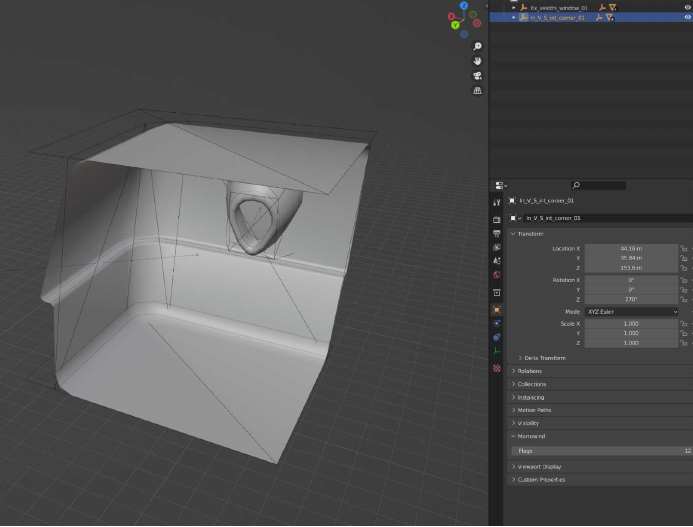 In_V_S_int_corner_01
In_V_S_int_corner_01
In_V_S_int_corner_01
Transform
Location X 44.16 m
Y 35.84 m
Z 153.6 m
Rotation X 0°
Y 0°
Z 270°
Mode XYZ Euler
Scale X 1.000
Y 1.000
Z 1.000
Delta Transform
Relations
Collections
Instancing
Motion Paths
Visibility
Morrowind
Flags 12
Viewport Display
Custom Properties